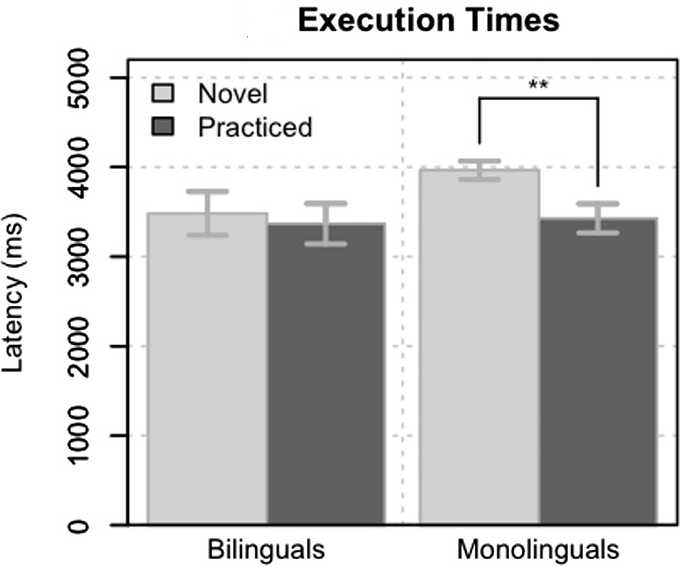 Execution Times
Latency (ms)
5000
4000
3000
2000
1000
0
Novel
Practiced
**
Bilinguals
Monolinguals